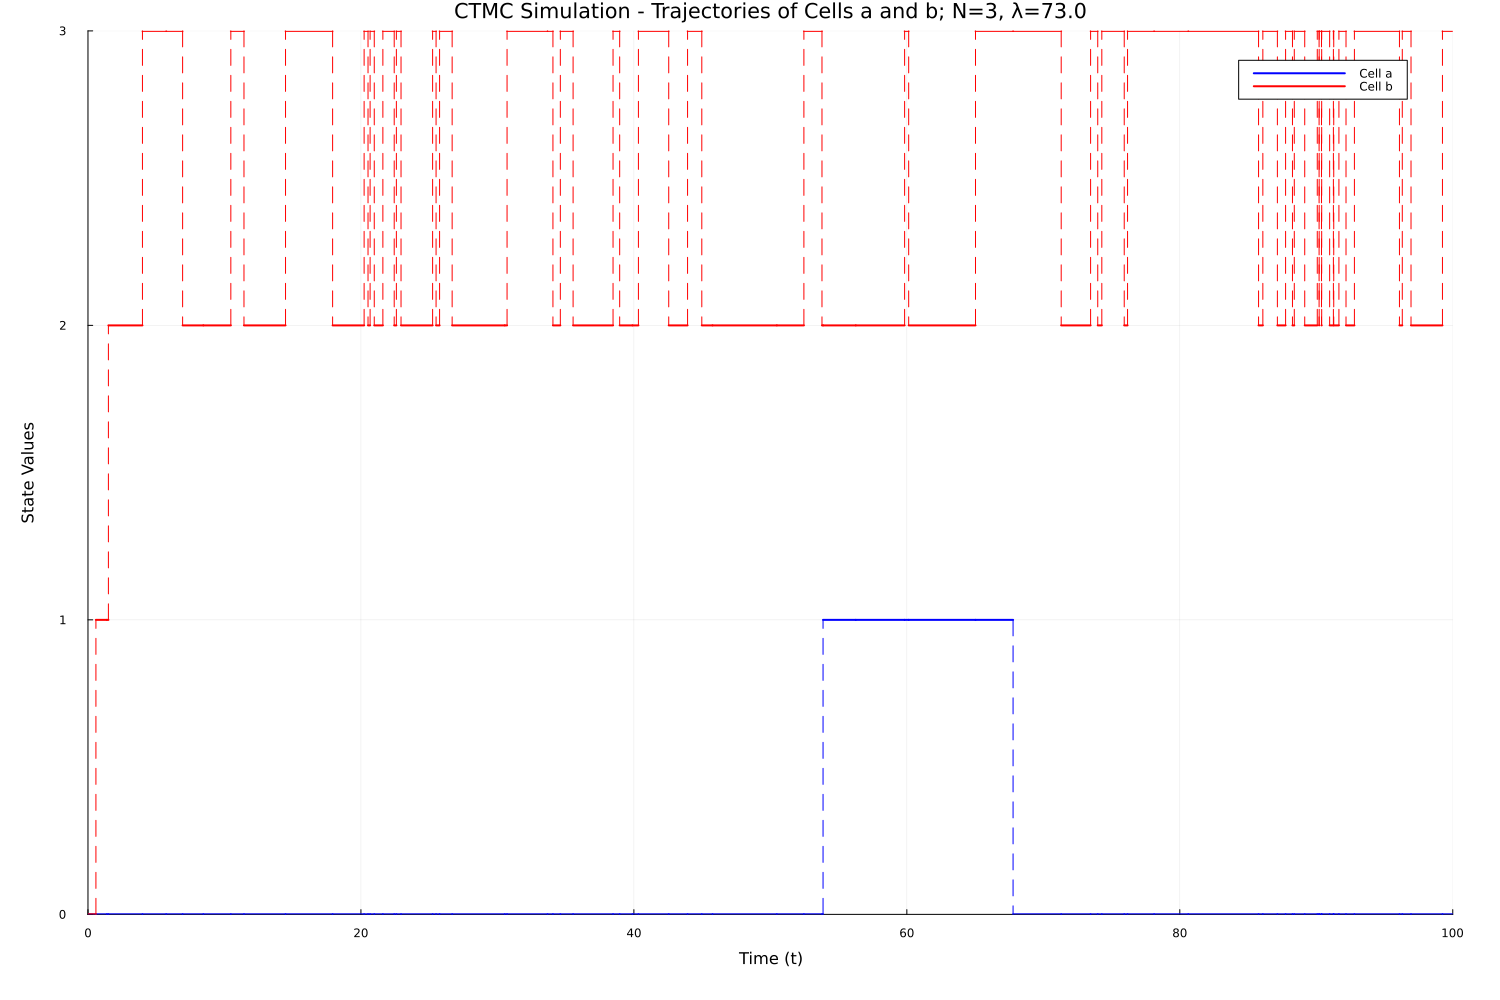 CTMC Simulation - Trajectories of Cells a and b; N=3, λ=73.0
3
Cell a
Cell b
2
State Values
1
0
0 20 40 60 80 100
Time (t)